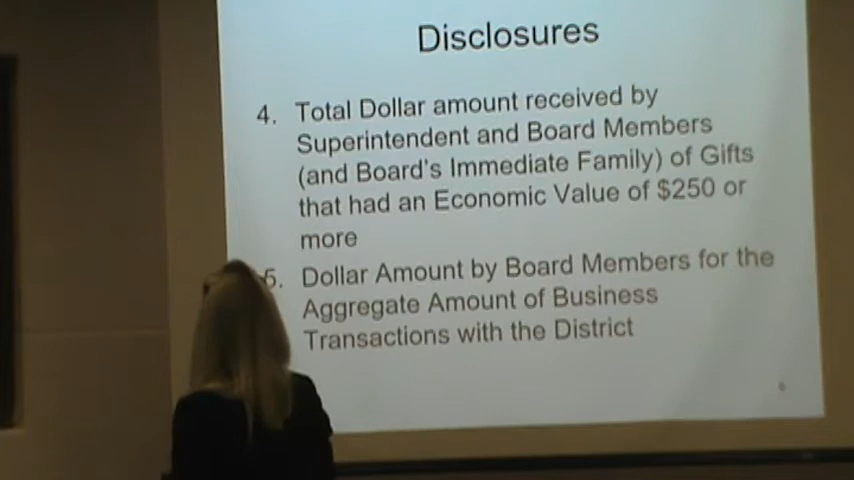 Disclosures
4. Total Dollar amount received by
Superintendent and Board Members
(and Board's Immediate Family) of Gifts
that had an Economic Value of $250 or
more
5. Dollar Amount by Board Members for the
Aggregate Amount of Business
Transactions with the District